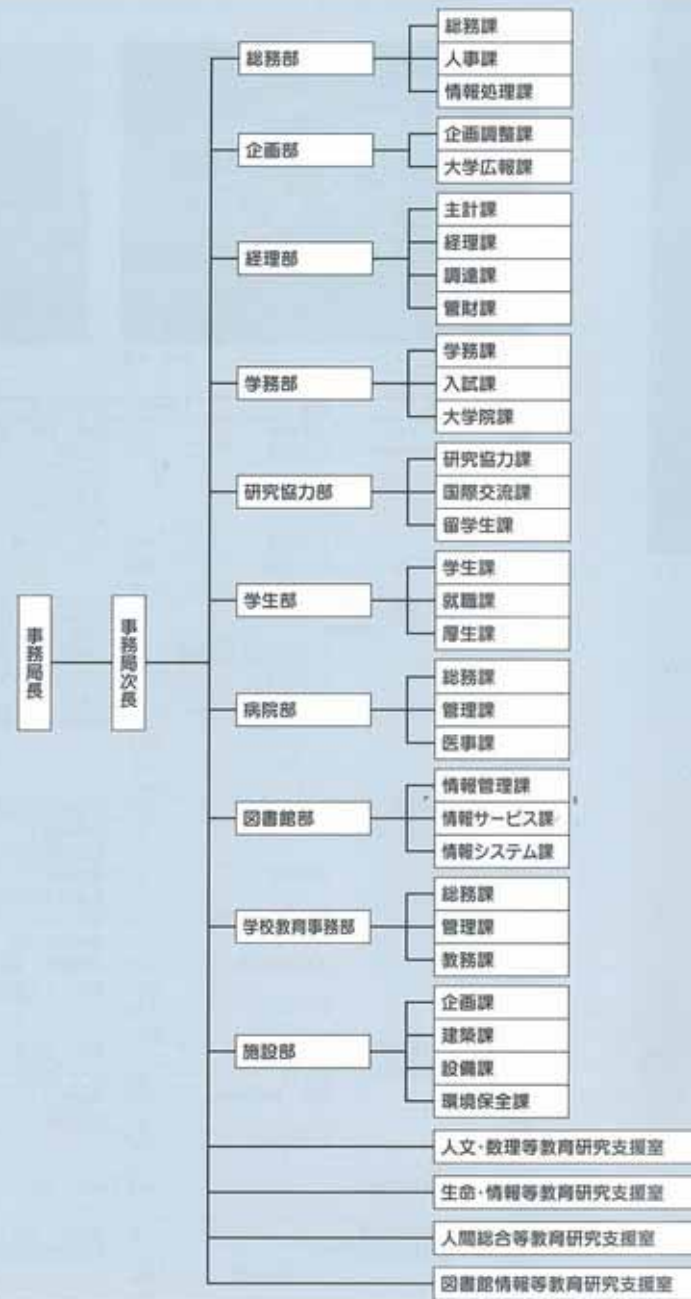 事務局長
事務局次長
総務部
総務課
人事課
情報処理課
企画部
企画調整課
大学広報課
経理部
主計課
経理課
調達課
管財課
学務部
学務課
入試課
大学院課
研究協力部
研究協力課
国際交流課
留学生課
学生部
学生課
就職課
厚生課
病院部
総務課
管理課
医事課
図書館部
情報管理課
情報サービス課
情報システム課
学校教育事務部
総務課
管理課
教務課
施設部
企画課
建築課
設備課
環境保全課
人文・数理等教育研究支援室
生命・情報等教育研究支援室
人間総合等教育研究支援室
図書館情報等教育研究支援室